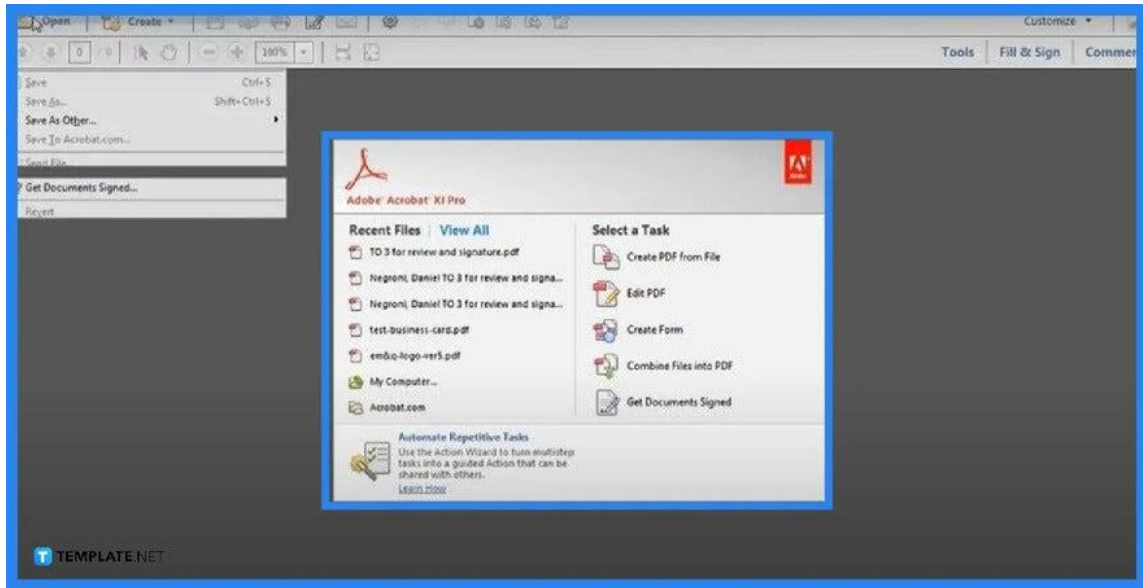 Open
Create
Customize
0 / 0
100%
Tools
Fill & Sign
Commen
Save Ctrl+S
Save As... Shift+Ctrl+S
Save As Other...
Save To Acrobat.com...
Send File...
Get Documents Signed...
Revert
Adobe
Adobe® Acrobat® XI Pro
Recent Files | View All
TO 3 for review and signature.pdf
Negroni, Daniel TO 3 for review and signa...
Negroni, Daniel TO 3 for review and signa...
test-business-card.pdf
em&o-logo-ver5.pdf
My Computer...
Acrobat.com
Select a Task
Create PDF from File
Edit PDF
Create Form
Combine Files into PDF
Get Documents Signed
Automate Repetitive Tasks
Use the Action Wizard to turn multistep
tasks into a guided Action that can be
shared with others.
Learn How
T TEMPLATE.NET